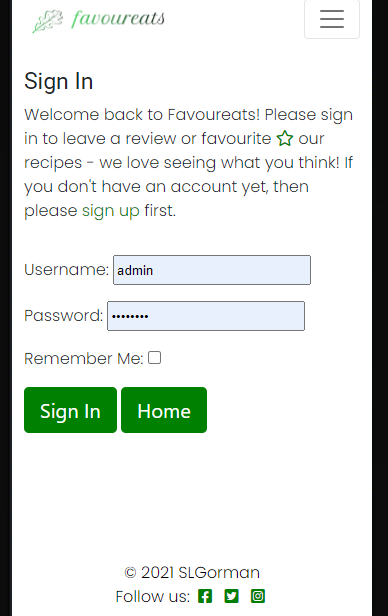 favoureats
Sign In
Welcome back to Favoureats! Please sign
in to leave a review or favourite our
recipes - we love seeing what you think! If
you don't have an account yet, then
please sign up first.
Username: admin
Password: ••••••••
Remember Me:
Sign In Home
© 2021 SLGorman
Follow us: